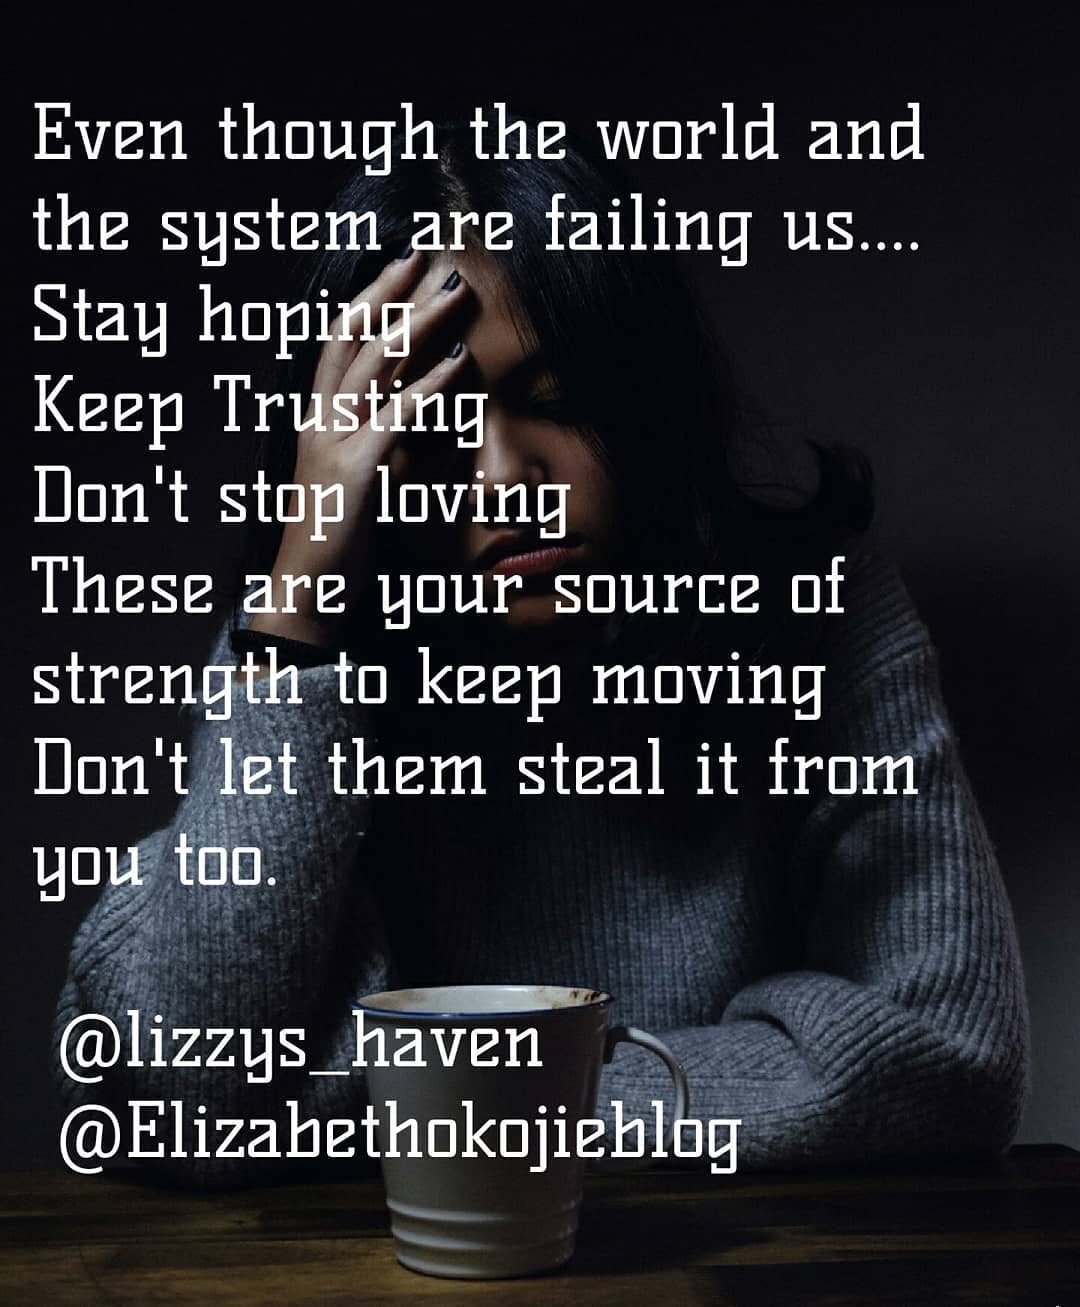 Even though the world and
the system are failing us....
Stay hoping
Keep Trusting
Don't stop loving
These are your source of
strength to keep moving
Don't let them steal it from
you too.
@lizzys_haven
@Elizabethokojieblog